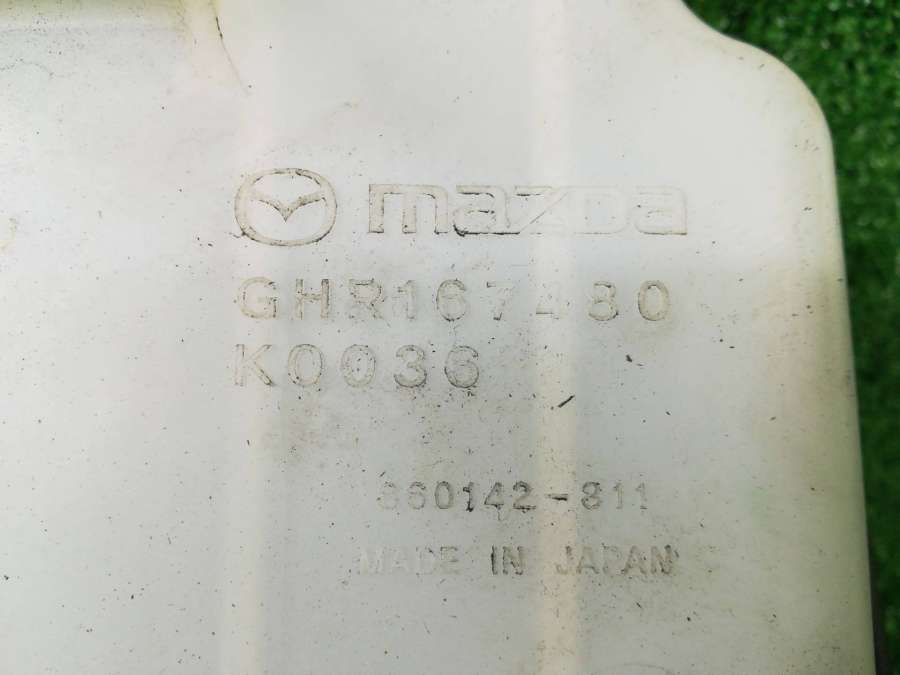 mazda
GHR167480
K0036
860142-811
MADE IN JAPAN